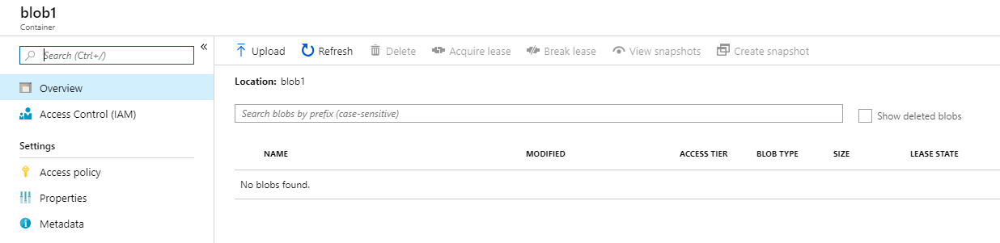 blob1
Container
Search (Ctrl+/)
«
Overview
Access Control (IAM)
Settings
Access policy
Properties
Metadata
Upload Refresh Delete Acquire lease Break lease View snapshots Create snapshot
Location: blob1
Search blobs by prefix (case-sensitive) Show deleted blobs
NAME MODIFIED ACCESS TIER BLOB TYPE SIZE LEASE STATE
No blobs found.